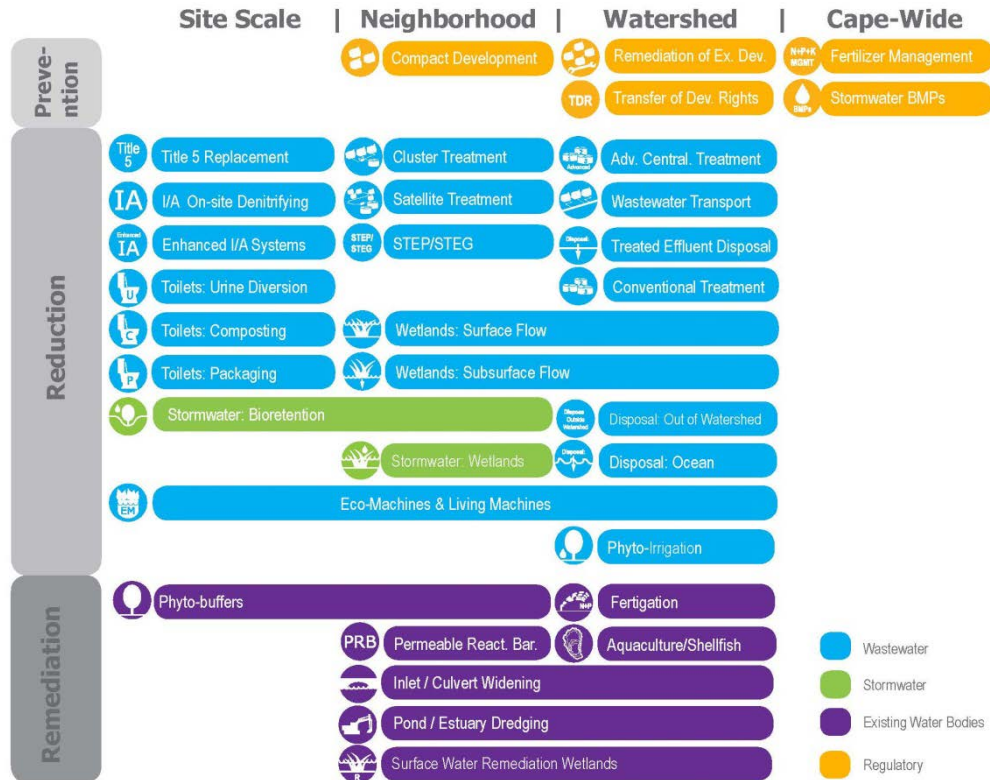 Site Scale | Neighborhood | Watershed | Cape-Wide
Preve-
ntion
Compact Development
Remediation of Ex. Dev.
N+P+K
MGMT
Fertilizer Management
TDR
Transfer of Dev. Rights
BMPs
Stormwater BMPs
Reduction
Title
5
Title 5 Replacement
Cluster Treatment
Advanced
Adv. Central. Treatment
IA
I/A On-site Denitrifying
Satellite Treatment
Wastewater Transport
Enhanced
IA
Enhanced I/A Systems
STEP/
STEG
STEP/STEG
Disposal:
Treated Effluent Disposal
U
Toilets: Urine Diversion
Conventional Treatment
C
Toilets: Composting
Wetlands: Surface Flow
P
Toilets: Packaging
Wetlands: Subsurface Flow
Stormwater: Bioretention
Dispose
Outside
Watershed
Disposal: Out of Watershed
Stormwater: Wetlands
Disposal:
Disposal: Ocean
EM
Eco-Machines & Living Machines
Phyto-Irrigation
Remediation
Phyto-buffers
N+P
Fertigation
PRB
Permeable React. Bar.
Aquaculture/Shellfish
Inlet / Culvert Widening
Pond / Estuary Dredging
R
Surface Water Remediation Wetlands
Wastewater
Stormwater
Existing Water Bodies
Regulatory